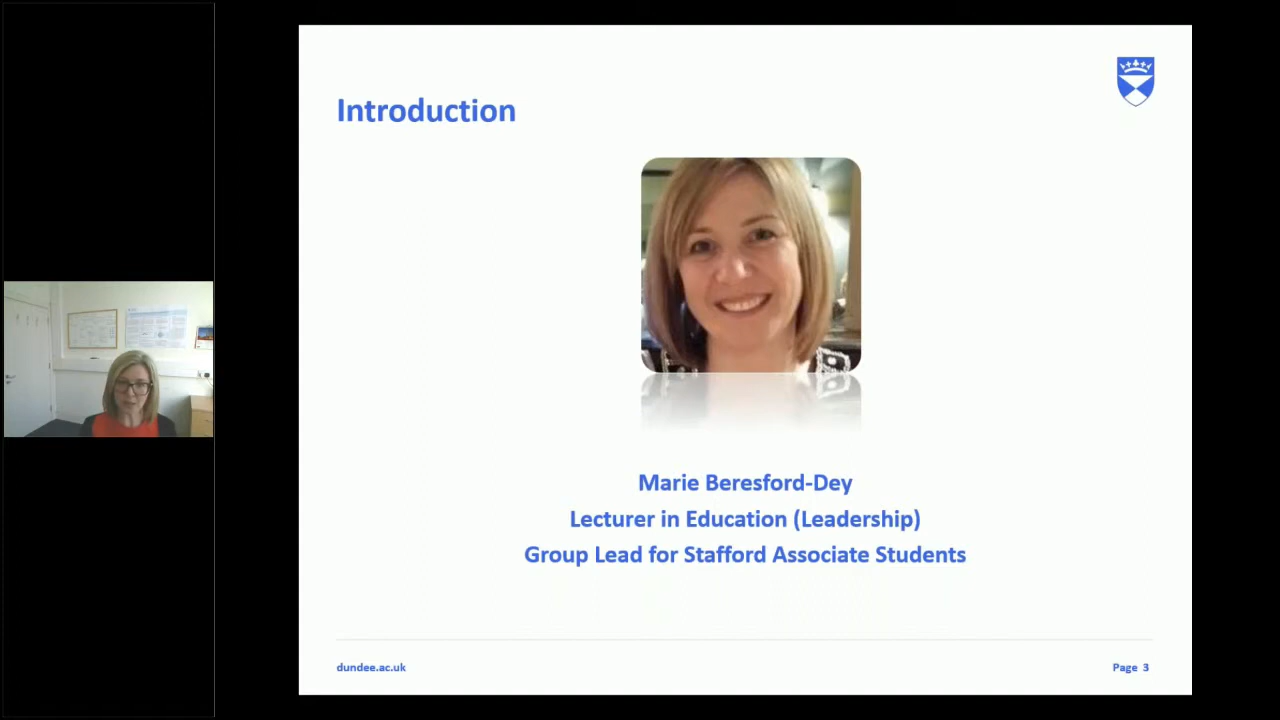 Introduction
Marie Beresford-Dey
Lecturer in Education (Leadership)
Group Lead for Stafford Associate Students
dundee.ac.uk
Page 3